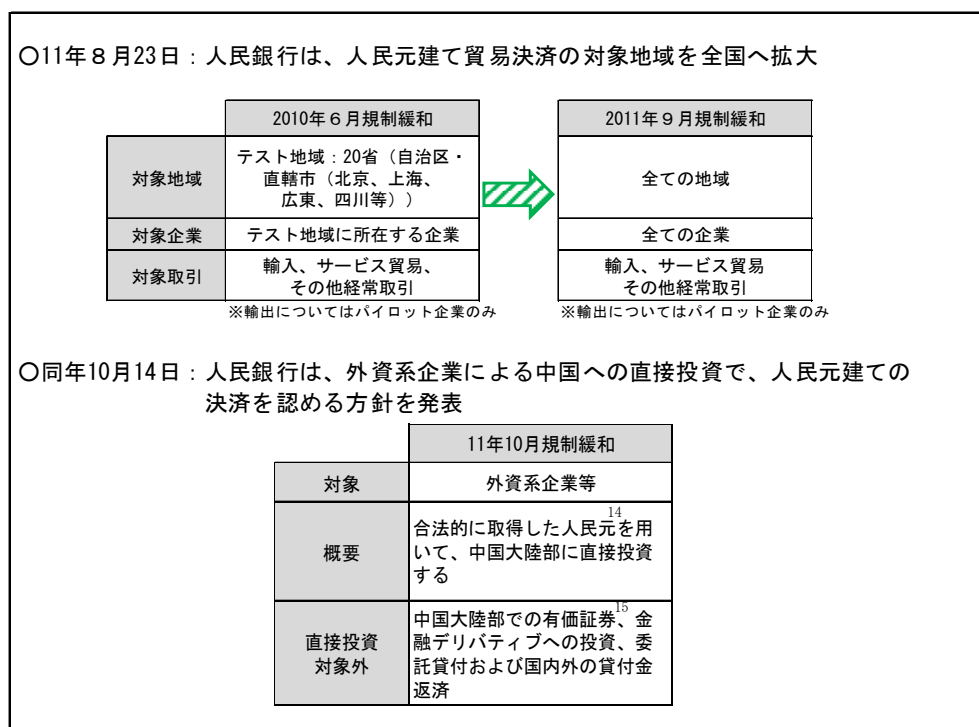 ○11年8月23日：人民銀行は、人民元建て貿易決済の対象地域を全国へ拡大
2010年6月規制緩和
2011年9月規制緩和
対象地域
テスト地域：20省（自治区・
直轄市（北京、上海、
広東、四川等））
全ての地域
対象企業
テスト地域に所在する企業
全ての企業
対象取引
輸入、サービス貿易、
その他経常取引
輸入、サービス貿易
その他経常取引
※輸出についてはパイロット企業のみ
※輸出についてはパイロット企業のみ
○同年10月14日：人民銀行は、外資系企業による中国への直接投資で、人民元建ての
決済を認める方針を発表
11年10月規制緩和
対象
外資系企業等
概要
合法的に取得した人民元を用14
いて、中国大陸部に直接投資
する
直接投資
対象外
中国大陸部での有価証券、金15
融デリバティブへの投資、委
託貸付および国内外の貸付金
返済